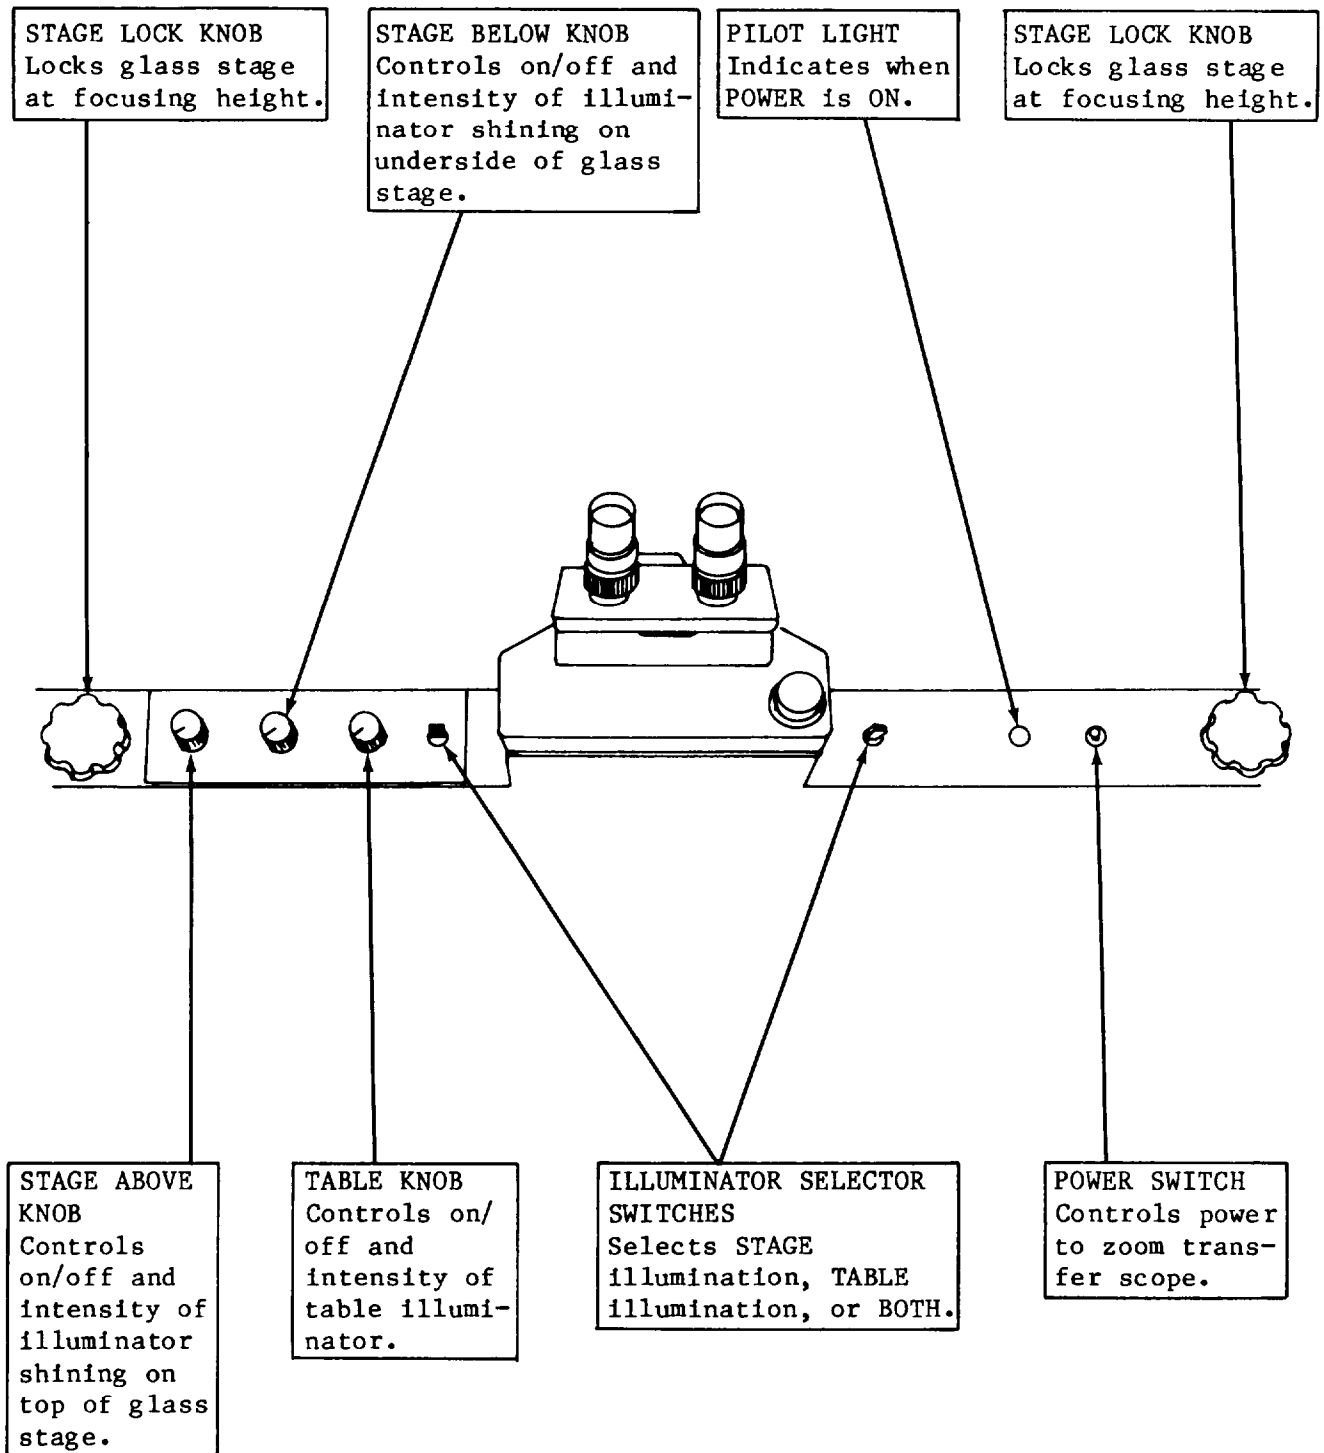 STAGE LOCK KNOB
Locks glass stage
at focusing height.
STAGE BELOW KNOB
Controls on/off and
intensity of illumi-
nator shining on
underside of glass
stage.
PILOT LIGHT
Indicates when
POWER is ON.
STAGE LOCK KNOB
Locks glass stage
at focusing height.
STAGE ABOVE
KNOB
Controls
on/off and
intensity of
illuminator
shining on
top of glass
stage.
TABLE KNOB
Controls on/
off and
intensity of
table illumi-
nator.
ILLUMINATOR SELECTOR
SWITCHES
Selects STAGE
illumination, TABLE
illumination, or BOTH.
POWER SWITCH
Controls power
to zoom trans-
fer scope.